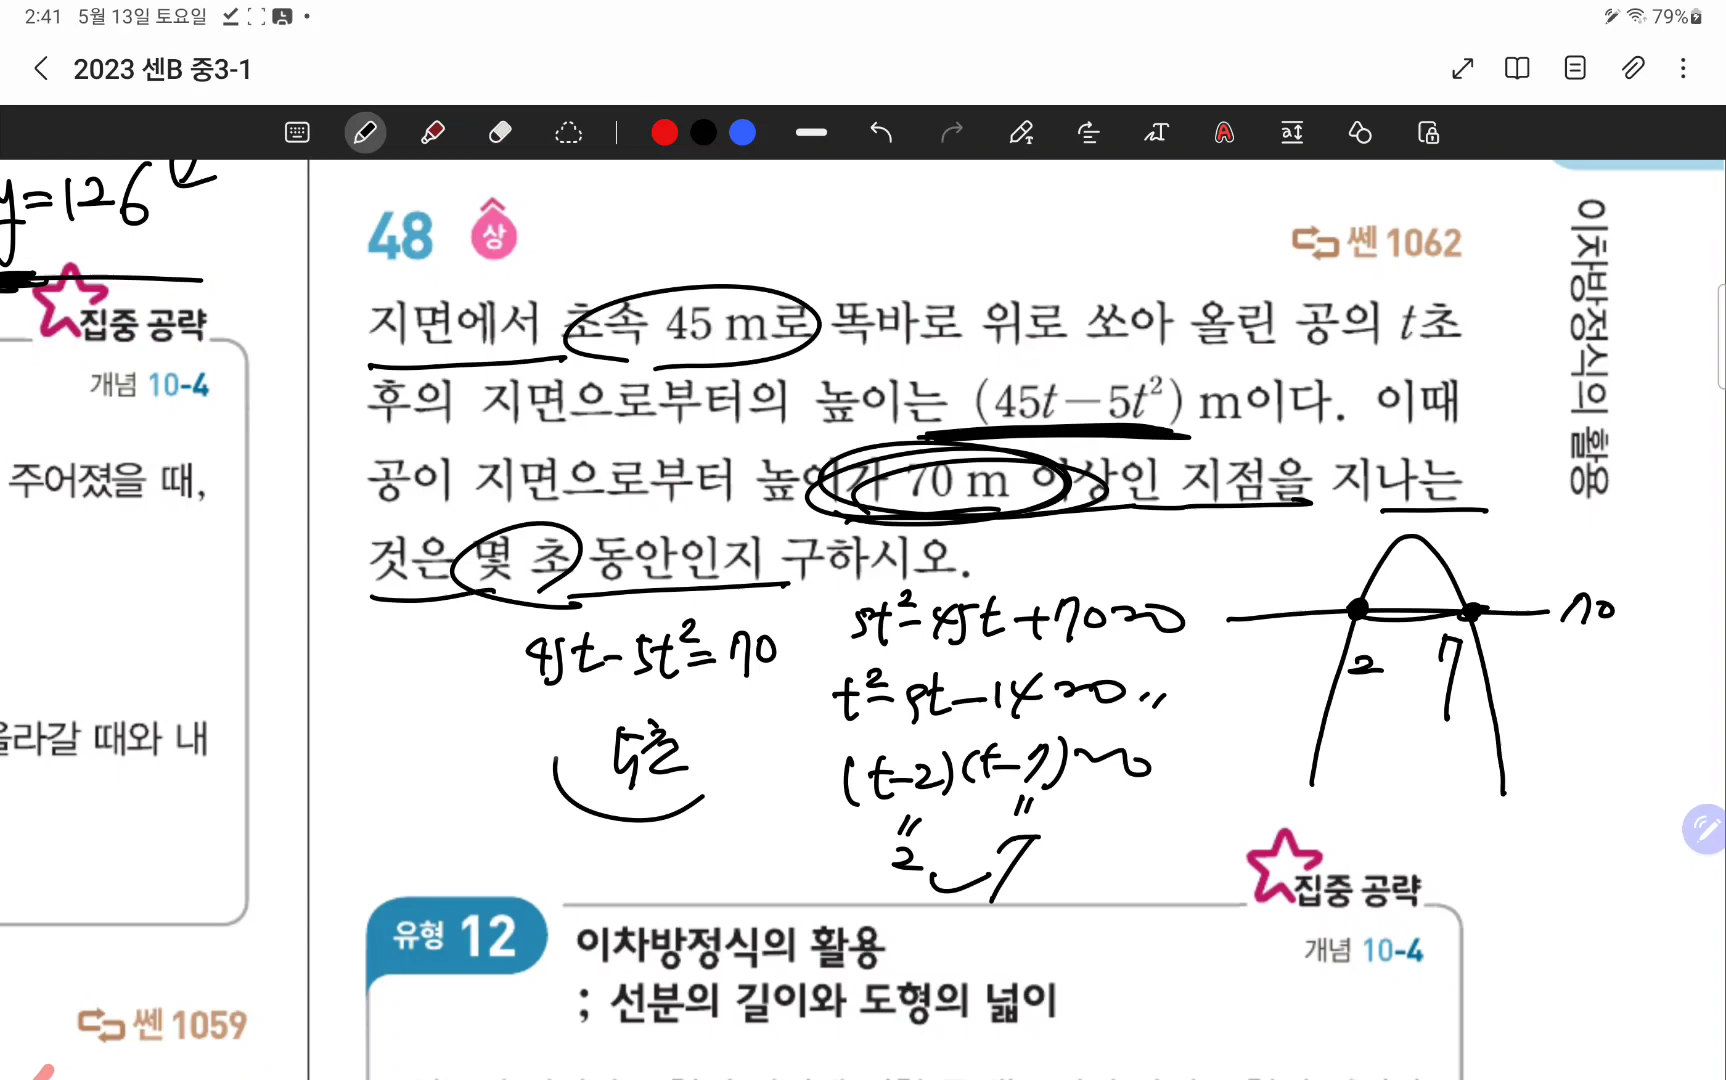 2:41 5월 13일 토요일
79%
2023 센B 중3-1
y=126
집중 공략
개념 10-4
주어졌을 때,
올라갈 때와 내
쎈 1059
48 상
쎈 1062
지면에서 초속 45 m로 똑바로 위로 쏘아 올린 공의 t초
후의 지면으로부터의 높이는 (45t-5t²) m이다. 이때
공이 지면으로부터 높이가 70 m 이상인 지점을 지나는
것은 몇 초 동안인지 구하시오.
45t-5t²=70
5초
5t²-45t+70=0
t²-9t-14=0
(t-2)(t-7)=0
2 7
70
2 7
집중 공략
유형 12 이차방정식의 활용
; 선분의 길이와 도형의 넓이
개념 10-4
이차방정식의 활용